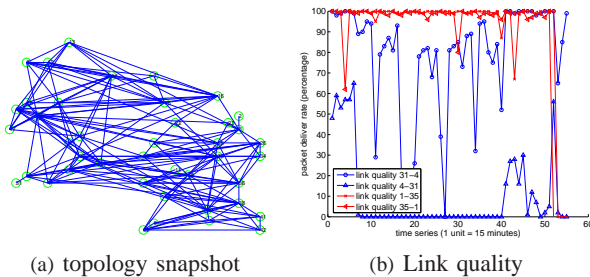 packet deliver rate (percentage)
100
90
80
70
60
50
40
30
20
10
0
link quality 31−4
link quality 4−31
link quality 1−35
link quality 35−1
0 10 20 30 40 50 60
time series (1 unit = 15 minutes)
(a) topology snapshot
(b) Link quality